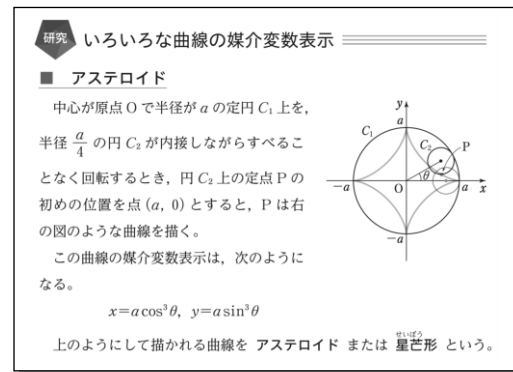 研究 いろいろな曲線の媒介変数表示
■ アステロイド
中心が原点 O で半径が a の定円 C₁ 上を，
半径 a/4 の円 C₂ が内接しながらすべるこ
となく回転するとき，円 C₂ 上の定点 P の
初めの位置を点 (a, 0) とすると，P は右
の図のような曲線を描く。
この曲線の媒介変数表示は，次のように
なる。
x=a cos³θ, y=a sin³θ
上のようにして描かれる曲線を アステロイド または 星芒形 という。
せいぼう
y
a
C₁
C₂
P
θ
−a
O
a
x
−a